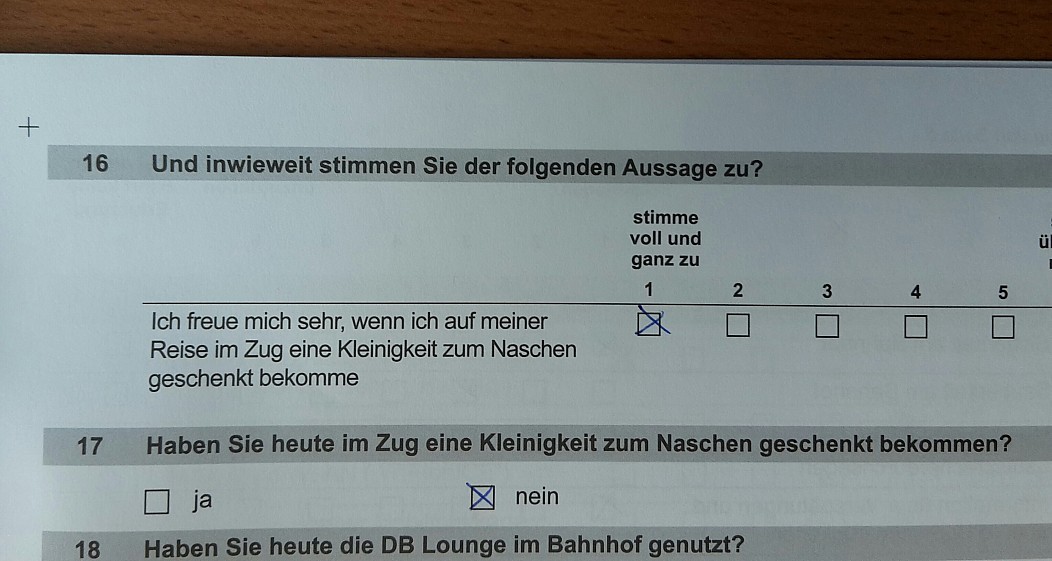 16 Und inwieweit stimmen Sie der folgenden Aussage zu?
stimme
voll und
ganz zu
1 2 3 4 5
Ich freue mich sehr, wenn ich auf meiner
Reise im Zug eine Kleinigkeit zum Naschen
geschenkt bekomme
17 Haben Sie heute im Zug eine Kleinigkeit zum Naschen geschenkt bekommen?
ja nein
18 Haben Sie heute die DB Lounge im Bahnhof genutzt?